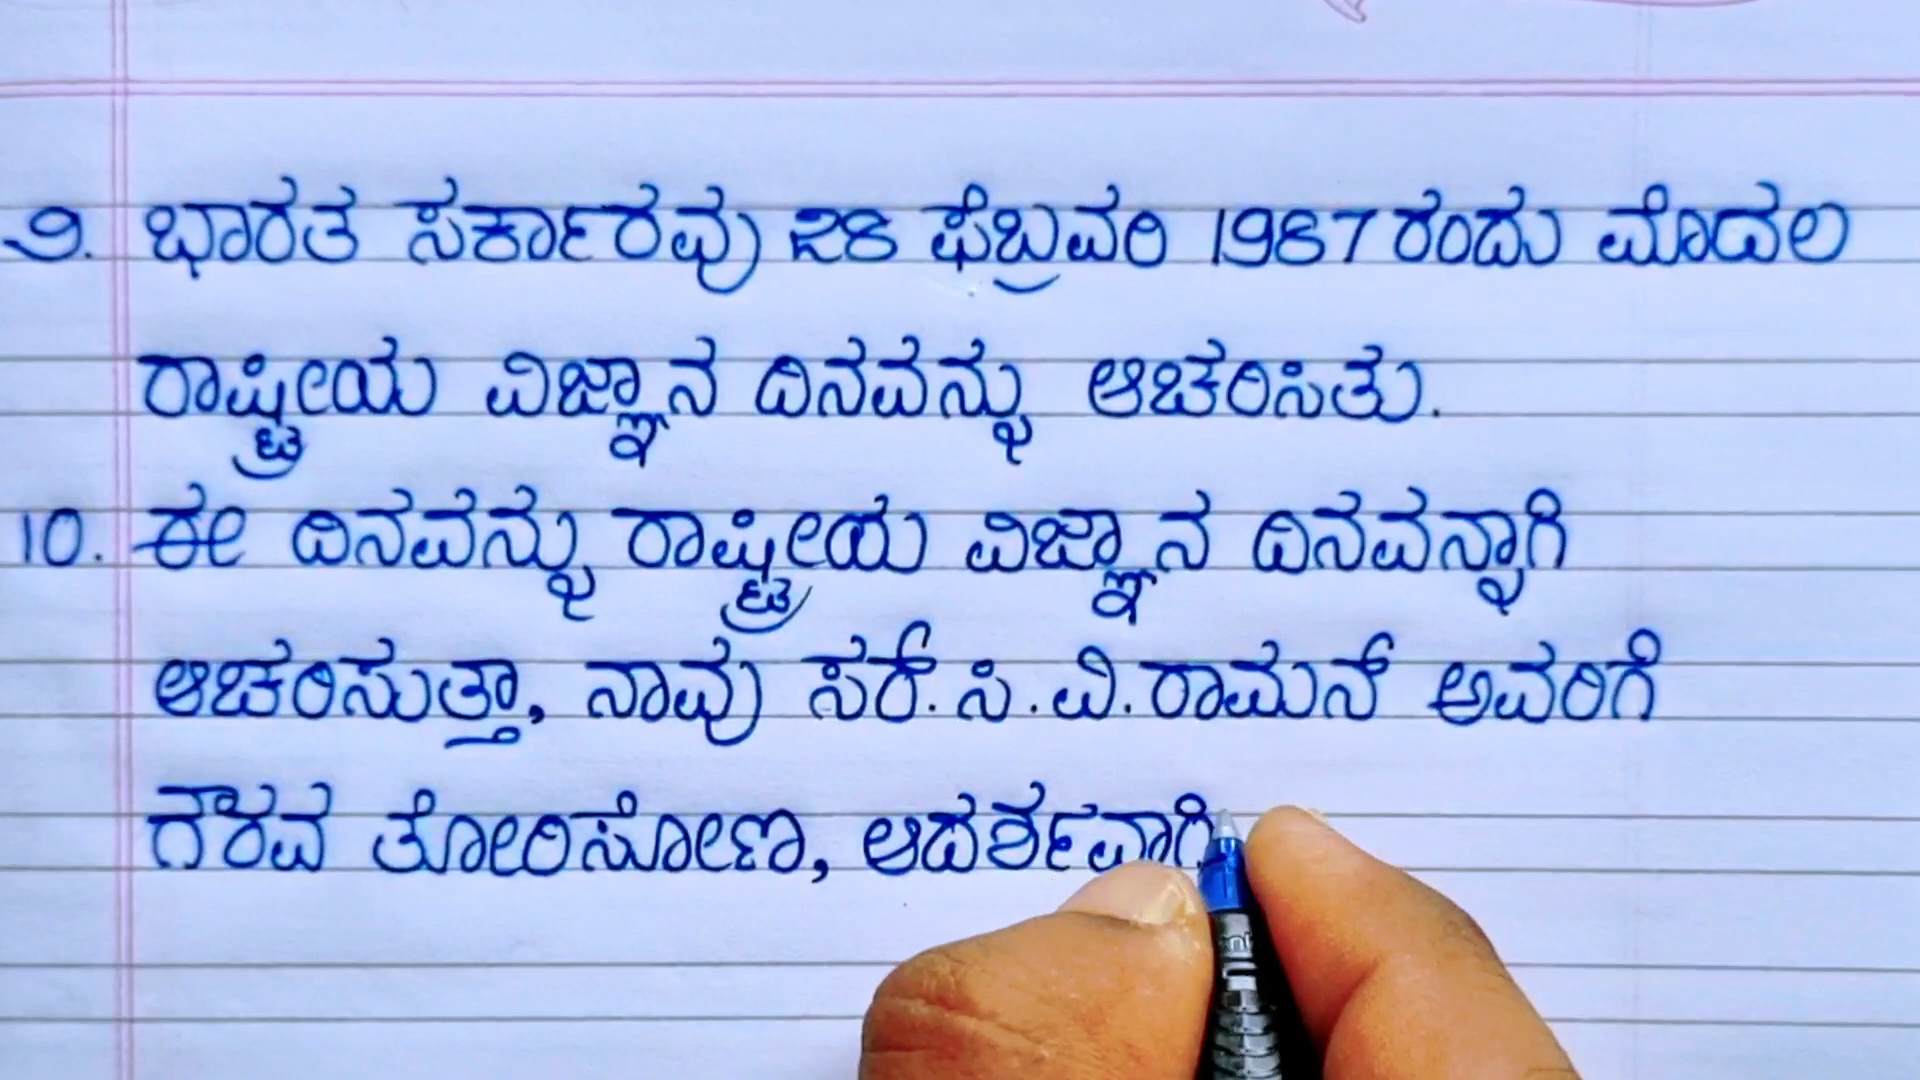 9. ಭಾರತ ಸರ್ಕಾರವು 28 ಫೆಬ್ರವರಿ 1987 ರಂದು ಮೊದಲ
ರಾಷ್ಟ್ರೀಯ ವಿಜ್ಞಾನ ದಿನವನ್ನು ಆಚರಿಸಿತು.
10. ಈ ದಿನವನ್ನು ರಾಷ್ಟ್ರೀಯ ವಿಜ್ಞಾನ ದಿನವನ್ನಾಗಿ
ಆಚರಿಸುತ್ತಾ, ನಾವು ಸರ್. ಸಿ. ವಿ. ರಾಮನ್ ಅವರಿಗೆ
ಗೌರವ ತೋರಿಸೋಣ, ಆದರ್ಶವಾಗಿ